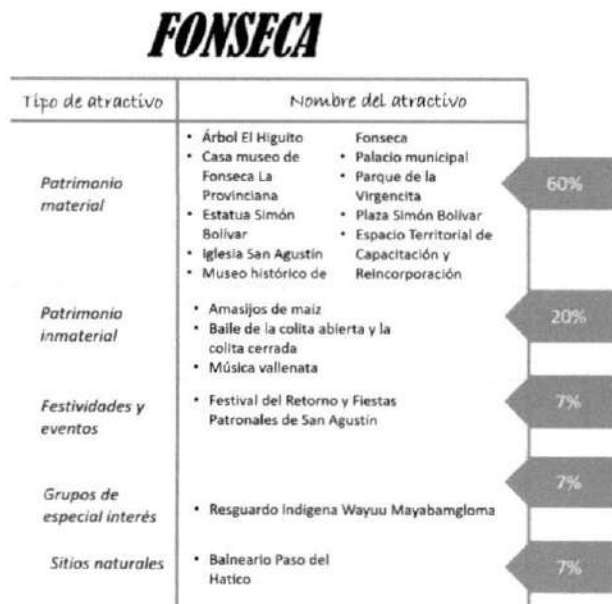 FONSECA
Tipo de atractivo
Nombre del atractivo
Patrimonio
material
• Árbol El Higuito
• Casa museo de
Fonseca La
Provinciana
• Estatua Simón
Bolívar
• Iglesia San Agustín
• Museo histórico de
Fonseca
• Palacio municipal
• Parque de la
Virgencita
• Plaza Simón Bolívar
• Espacio Territorial de
Capacitación y
Reincorporación
60%
Patrimonio
inmaterial
• Amasijos de maíz
• Baile de la colita abierta y la
colita cerrada
• Música vallenata
20%
Festividades y
eventos
• Festival del Retorno y Fiestas
Patronales de San Agustín
7%
Grupos de
especial interés
• Resguardo Indígena Wayuu Mayabamgloma
7%
Sitios naturales
• Balneario Paso del
Hatico
7%